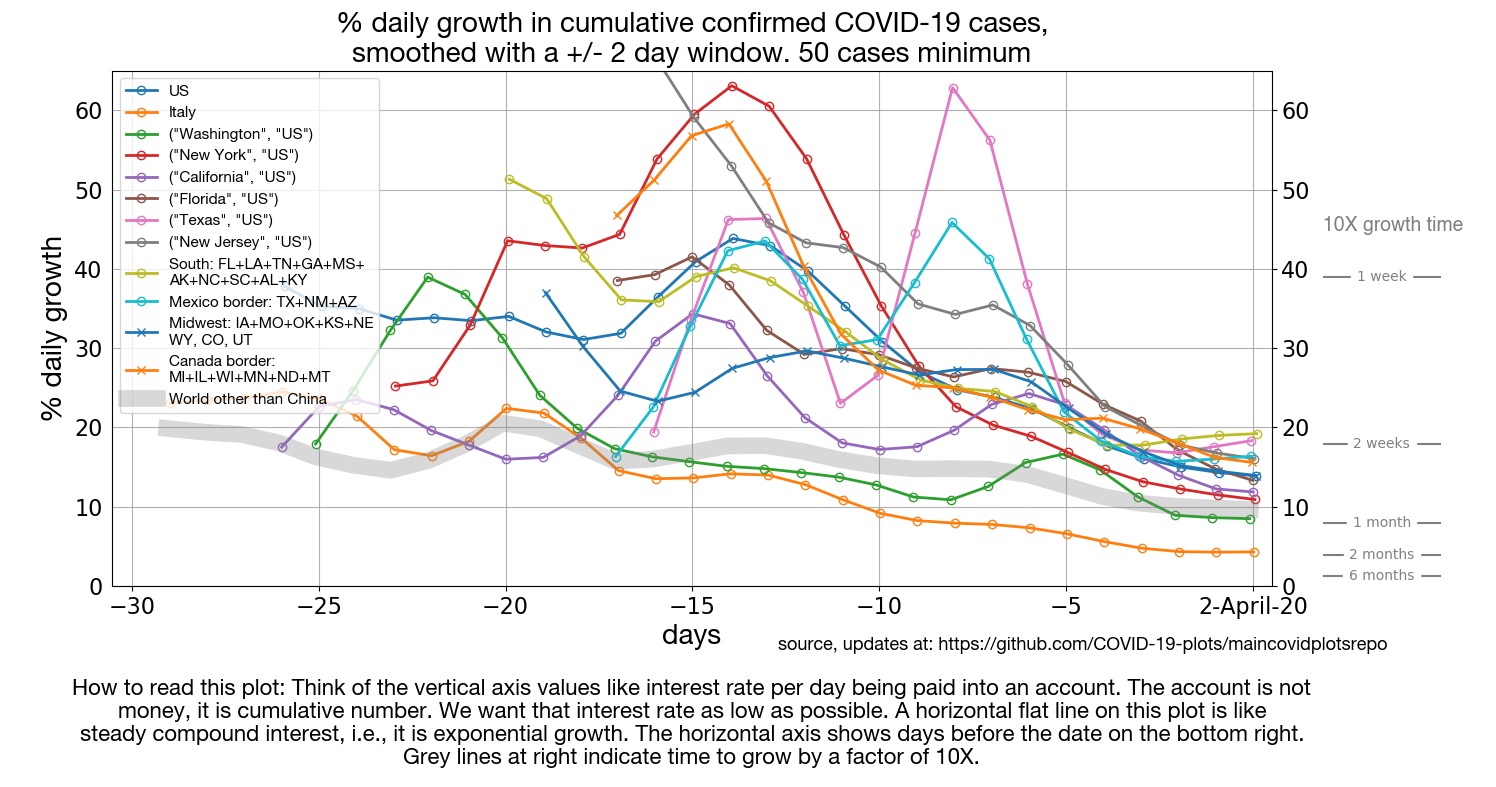 % daily growth in cumulative confirmed COVID-19 cases,
smoothed with a +/- 2 day window. 50 cases minimum
% daily growth
60
50
40
30
20
10
0
US
Italy
("Washington", "US")
("New York", "US")
("California", "US")
("Florida", "US")
("Texas", "US")
("New Jersey", "US")
South: FL+LA+TN+GA+MS+
AK+NC+SC+AL+KY
Mexico border: TX+NM+AZ
Midwest: IA+MO+OK+KS+NE
WY, CO, UT
Canada border:
MI+IL+WI+MN+ND+MT
World other than China
60
50
40
30
20
10
0
10X growth time
1 week
2 weeks
1 month
2 months
6 months
−30 −25 −20 −15 −10 −5 2-April-20
days
source, updates at: https://github.com/COVID-19-plots/maincovidplotsrepo
How to read this plot: Think of the vertical axis values like interest rate per day being paid into an account. The account is not
money, it is cumulative number. We want that interest rate as low as possible. A horizontal flat line on this plot is like
steady compound interest, i.e., it is exponential growth. The horizontal axis shows days before the date on the bottom right.
Grey lines at right indicate time to grow by a factor of 10X.